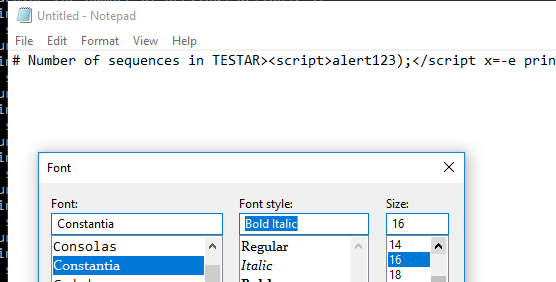 Untitled - Notepad
File Edit Format View Help
# Number of sequences in TESTAR><script>alert123);</script x=-e prin
Font
Font: Font style: Size:
Constantia Bold Italic 16
Consolas Regular 14
Constantia Italic 16
18